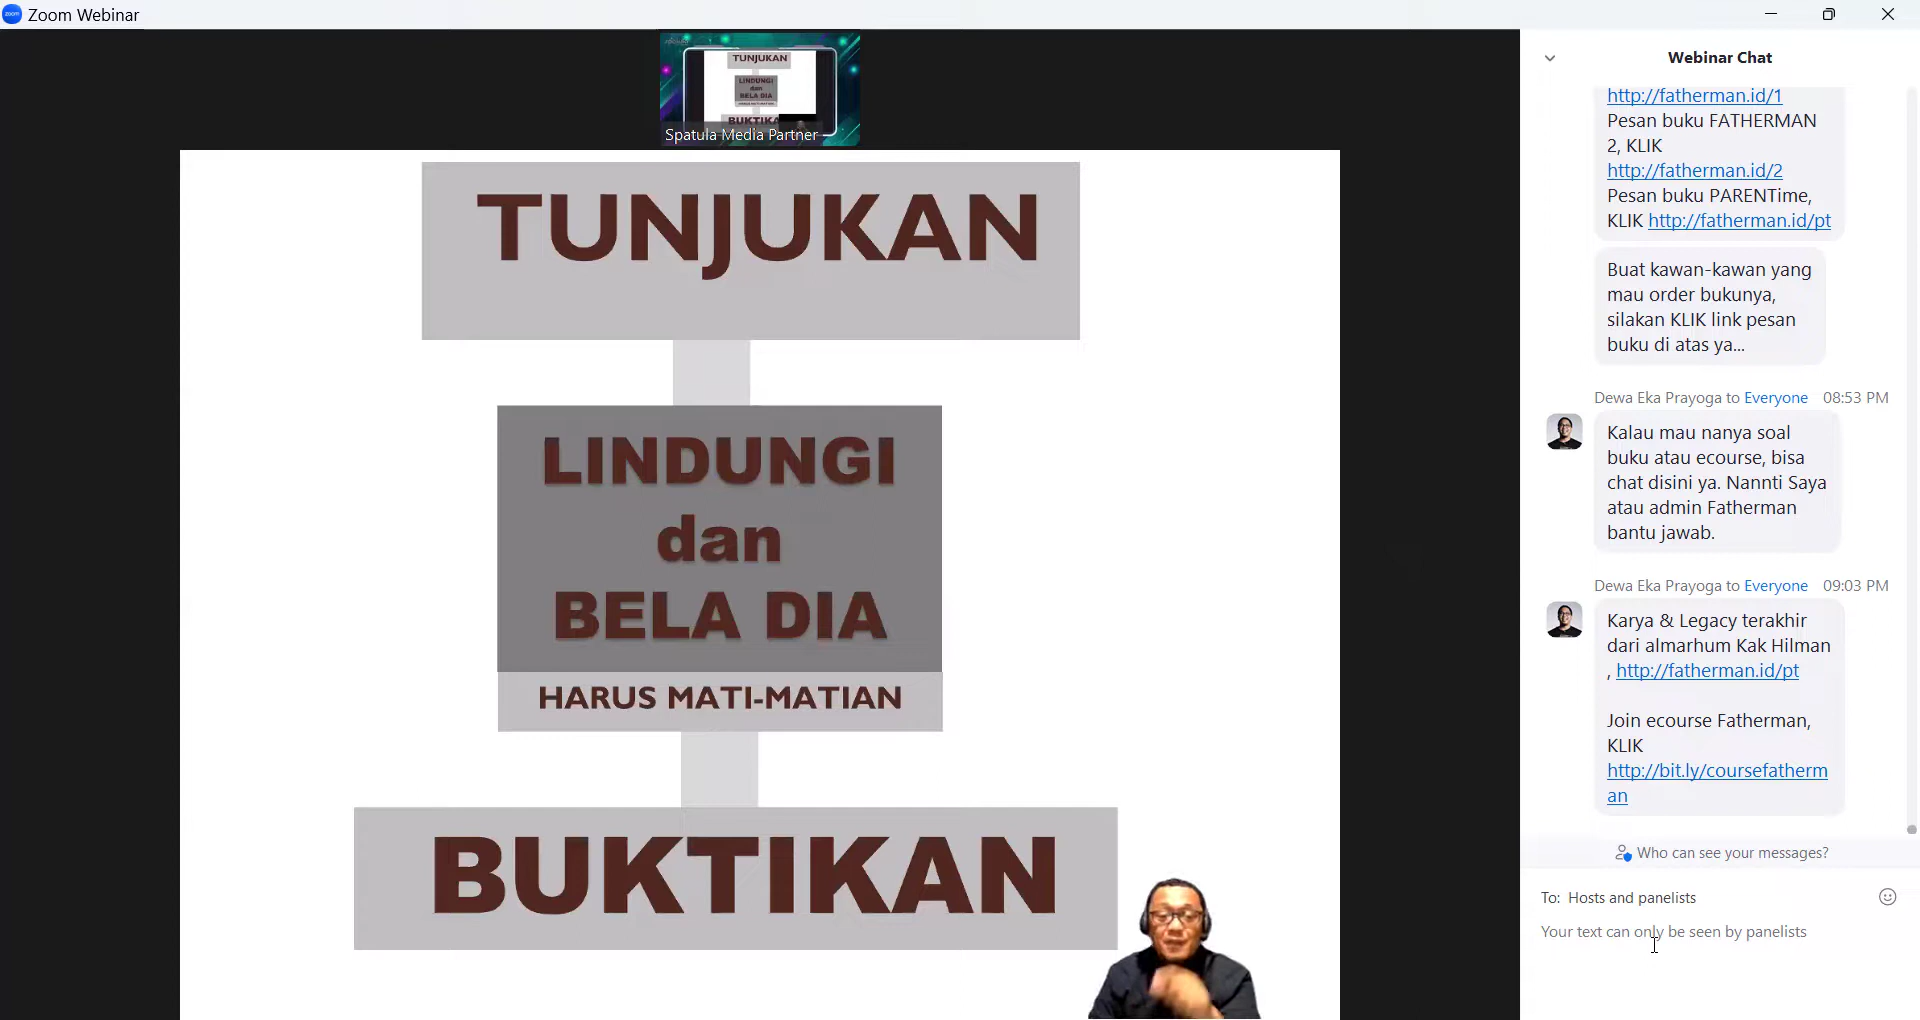 Zoom Webinar
TUNJUKAN
LINDUNGI
dan
BELA DIA
BUKTIKA
Spatula Media Partner
TUNJUKAN
LINDUNGI
dan
BELA DIA
HARUS MATI-MATIAN
BUKTIKAN
Webinar Chat
http://fatherman.id/1
Pesan buku FATHERMAN
2, KLIK
http://fatherman.id/2
Pesan buku PARENTime,
KLIK http://fatherman.id/pt
Buat kawan-kawan yang
mau order bukunya,
silakan KLIK link pesan
buku di atas ya...
Dewa Eka Prayoga to Everyone 08:53 PM
Kalau mau nanya soal
buku atau ecourse, bisa
chat disini ya. Nannti Saya
atau admin Fatherman
bantu jawab.
Dewa Eka Prayoga to Everyone 09:03 PM
Karya & Legacy terakhir
dari almarhum Kak Hilman
, http://fatherman.id/pt
Join ecourse Fatherman,
KLIK
http://bit.ly/coursefatherm
an
Who can see your messages?
To: Hosts and panelists
Your text can only be seen by panelists